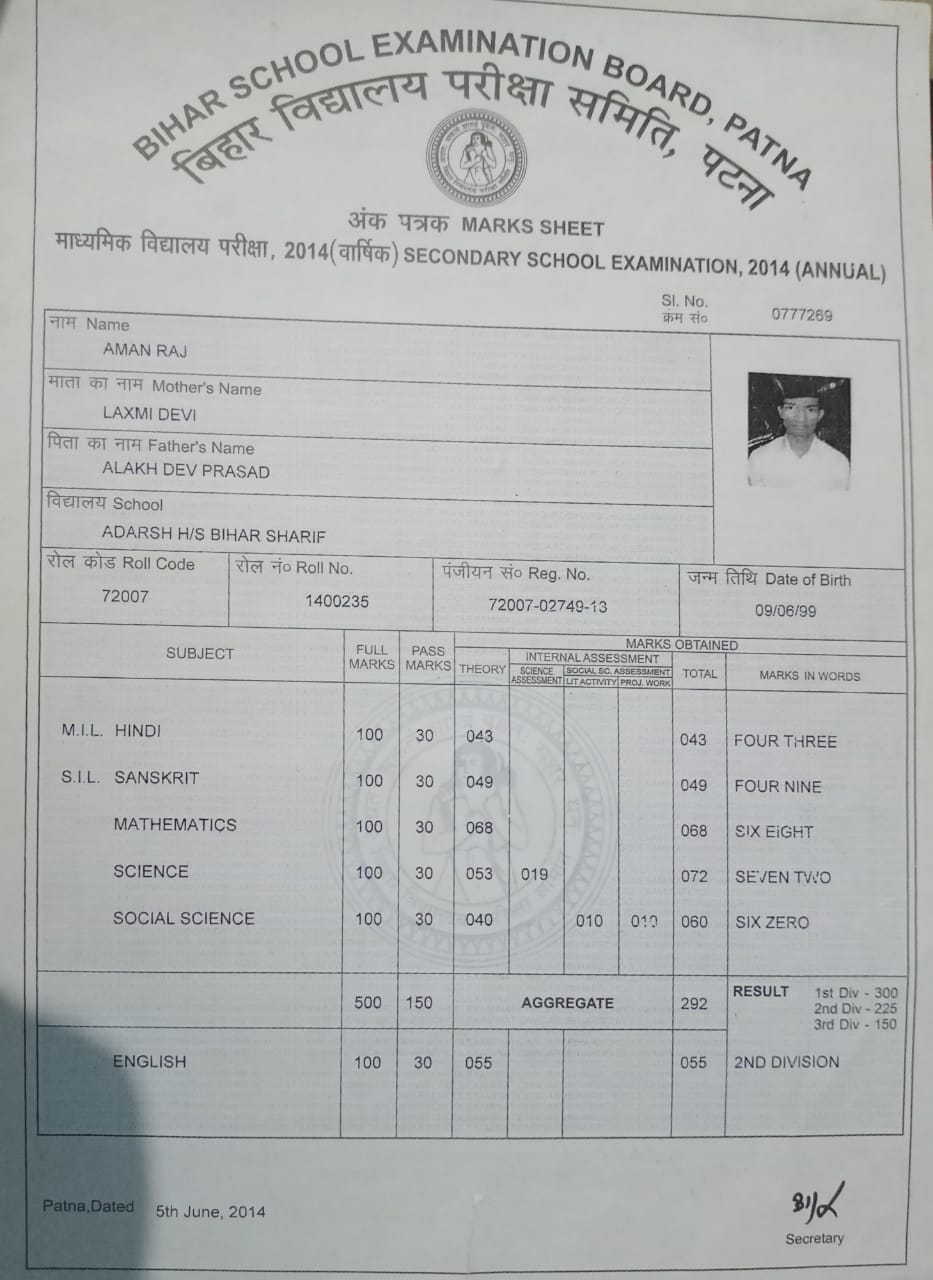 BIHAR SCHOOL EXAMINATION BOARD, PATNA
बिहार विद्यालय परीक्षा समिति, पटना
अंक पत्रक MARKS SHEET
माध्यमिक विद्यालय परीक्षा, 2014(वार्षिक) SECONDARY SCHOOL EXAMINATION, 2014 (ANNUAL)
Sl. No.
क्रम सं० 0777269
नाम Name
AMAN RAJ
माता का नाम Mother's Name
LAXMI DEVI
पिता का नाम Father's Name
ALAKH DEV PRASAD
विद्यालय School
ADARSH H/S BIHAR SHARIF
रोल कोड Roll Code रोल नं० Roll No. पंजीयन सं० Reg. No. जन्म तिथि Date of Birth
72007 1400235 72007-02749-13 09/06/99
MARKS OBTAINED
SUBJECT FULL MARKS PASS MARKS THEORY INTERNAL ASSESSMENT TOTAL MARKS IN WORDS
SCIENCE ASSESSMENT SOCIAL SC. ASSESSMENT
LIT ACTIVITY PROJ. WORK
M.I.L. HINDI 100 30 043 043 FOUR THREE
S.I.L. SANSKRIT 100 30 049 049 FOUR NINE
MATHEMATICS 100 30 068 068 SIX EIGHT
SCIENCE 100 30 053 019 072 SEVEN TWO
SOCIAL SCIENCE 100 30 040 010 010 060 SIX ZERO
500 150 AGGREGATE 292 RESULT 1st Div - 300
2nd Div - 225
3rd Div - 150
ENGLISH 100 30 055 055 2ND DIVISION
Patna,Dated 5th June, 2014
Secretary